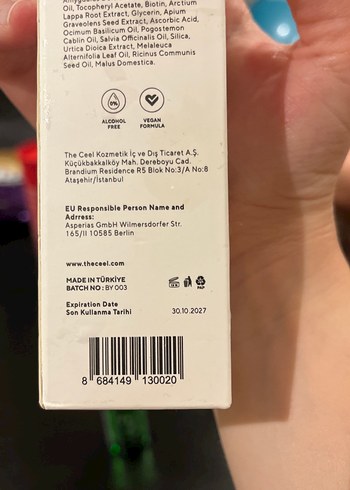 Oil, Tocopheryl Acetate, Biotin, Arctium
Lappa Root Extract, Glycerin, Apium
Graveolens Seed Extract, Ascorbic Acid,
Ocimum Basilicum Oil, Pogostemon
Cablin Oil, Salvia Officinalis Oil, Silica,
Urtica Dioica Extract, Melaleuca
Alternifolia Leaf Oil, Ricinus Communis
Seed Oil, Malus Domestica.
0%
ALCOHOL
FREE
VEGAN
FORMULA
The Ceel Kozmetik İç ve Dış Ticaret A.Ş.
Küçükbakkalköy Mah. Dereboyu Cad.
Brandium Residence R5 Blok No:3/A No:8
Ataşehir/İstanbul
EU Responsible Person Name and
Adrress:
Asperias GmbH Wilmersdorfer Str.
165/II 10585 Berlin
www.theceel.com
MADE IN TÜRKİYE
BATCH NO: BY 003
Expiration Date
Son Kullanma Tarihi 30.10.2027
8 684149 130020